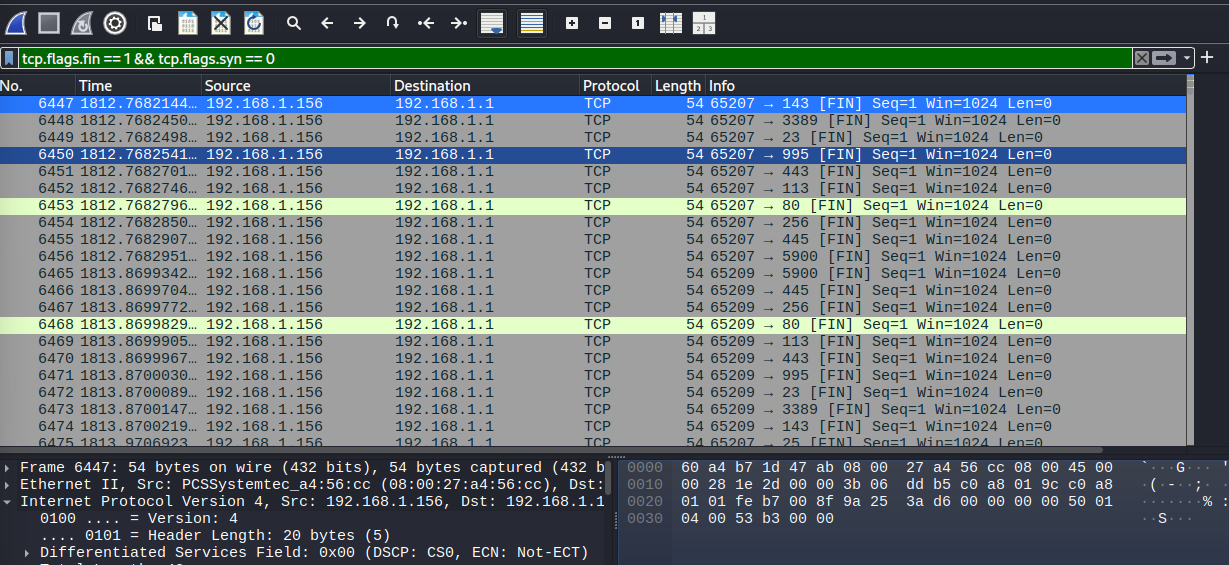 tcp.flags.fin == 1 && tcp.flags.syn == 0
No. Time Source Destination Protocol Length Info
6447 1812.7682144… 192.168.1.156 192.168.1.1 TCP 54 65207 → 143 [FIN] Seq=1 Win=1024 Len=0
6448 1812.7682450… 192.168.1.156 192.168.1.1 TCP 54 65207 → 3389 [FIN] Seq=1 Win=1024 Len=0
6449 1812.7682498… 192.168.1.156 192.168.1.1 TCP 54 65207 → 23 [FIN] Seq=1 Win=1024 Len=0
6450 1812.7682541… 192.168.1.156 192.168.1.1 TCP 54 65207 → 995 [FIN] Seq=1 Win=1024 Len=0
6451 1812.7682701… 192.168.1.156 192.168.1.1 TCP 54 65207 → 443 [FIN] Seq=1 Win=1024 Len=0
6452 1812.7682746… 192.168.1.156 192.168.1.1 TCP 54 65207 → 113 [FIN] Seq=1 Win=1024 Len=0
6453 1812.7682796… 192.168.1.156 192.168.1.1 TCP 54 65207 → 80 [FIN] Seq=1 Win=1024 Len=0
6454 1812.7682850… 192.168.1.156 192.168.1.1 TCP 54 65207 → 256 [FIN] Seq=1 Win=1024 Len=0
6455 1812.7682907… 192.168.1.156 192.168.1.1 TCP 54 65207 → 445 [FIN] Seq=1 Win=1024 Len=0
6456 1812.7682951… 192.168.1.156 192.168.1.1 TCP 54 65207 → 5900 [FIN] Seq=1 Win=1024 Len=0
6465 1813.8699342… 192.168.1.156 192.168.1.1 TCP 54 65209 → 5900 [FIN] Seq=1 Win=1024 Len=0
6466 1813.8699704… 192.168.1.156 192.168.1.1 TCP 54 65209 → 445 [FIN] Seq=1 Win=1024 Len=0
6467 1813.8699772… 192.168.1.156 192.168.1.1 TCP 54 65209 → 256 [FIN] Seq=1 Win=1024 Len=0
6468 1813.8699829… 192.168.1.156 192.168.1.1 TCP 54 65209 → 80 [FIN] Seq=1 Win=1024 Len=0
6469 1813.8699905… 192.168.1.156 192.168.1.1 TCP 54 65209 → 113 [FIN] Seq=1 Win=1024 Len=0
6470 1813.8699967… 192.168.1.156 192.168.1.1 TCP 54 65209 → 443 [FIN] Seq=1 Win=1024 Len=0
6471 1813.8700030… 192.168.1.156 192.168.1.1 TCP 54 65209 → 995 [FIN] Seq=1 Win=1024 Len=0
6472 1813.8700089… 192.168.1.156 192.168.1.1 TCP 54 65209 → 23 [FIN] Seq=1 Win=1024 Len=0
6473 1813.8700147… 192.168.1.156 192.168.1.1 TCP 54 65209 → 3389 [FIN] Seq=1 Win=1024 Len=0
6474 1813.8700219… 192.168.1.156 192.168.1.1 TCP 54 65209 → 143 [FIN] Seq=1 Win=1024 Len=0
6475 1813.9706923… 192.168.1.156 192.168.1.1 TCP 54 65207 → 25 [FIN] Seq=1 Win=1024 Len=0
Frame 6447: 54 bytes on wire (432 bits), 54 bytes captured (432 b
Ethernet II, Src: PCSSystemtec_a4:56:cc (08:00:27:a4:56:cc), Dst:
Internet Protocol Version 4, Src: 192.168.1.156, Dst: 192.168.1.1
0100 .... = Version: 4
.... 0101 = Header Length: 20 bytes (5)
Differentiated Services Field: 0x00 (DSCP: CS0, ECN: Not-ECT)
0000 60 a4 b7 1d 47 ab 08 00 27 a4 56 cc 08 00 45 00 `···G··· '
0010 00 28 1e 2d 00 00 3b 06 dd b5 c0 a8 01 9c c0 a8 ·(·-··;·
0020 01 01 fe b7 00 8f 9a 25 3a d6 00 00 00 00 50 01 ·······% :
0030 04 00 53 b3 00 00 ··S···